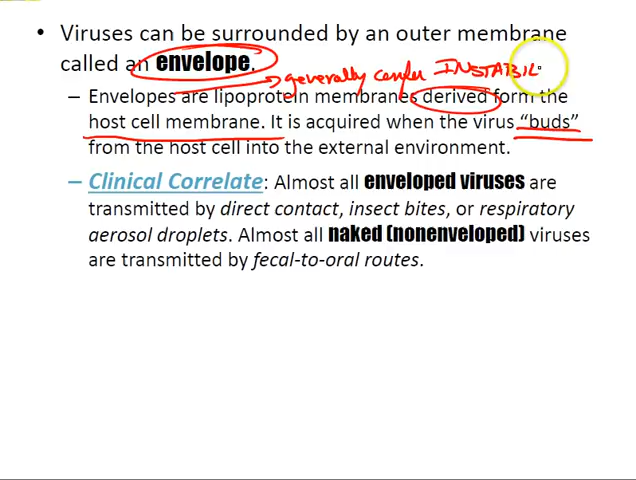 • Viruses can be surrounded by an outer membrane
called an envelope.
generally confer INSTABIL
– Envelopes are lipoprotein membranes derived form the
host cell membrane. It is acquired when the virus “buds”
from the host cell into the external environment.
– Clinical Correlate: Almost all enveloped viruses are
transmitted by direct contact, insect bites, or respiratory
aerosol droplets. Almost all naked (nonenveloped) viruses
are transmitted by fecal-to-oral routes.